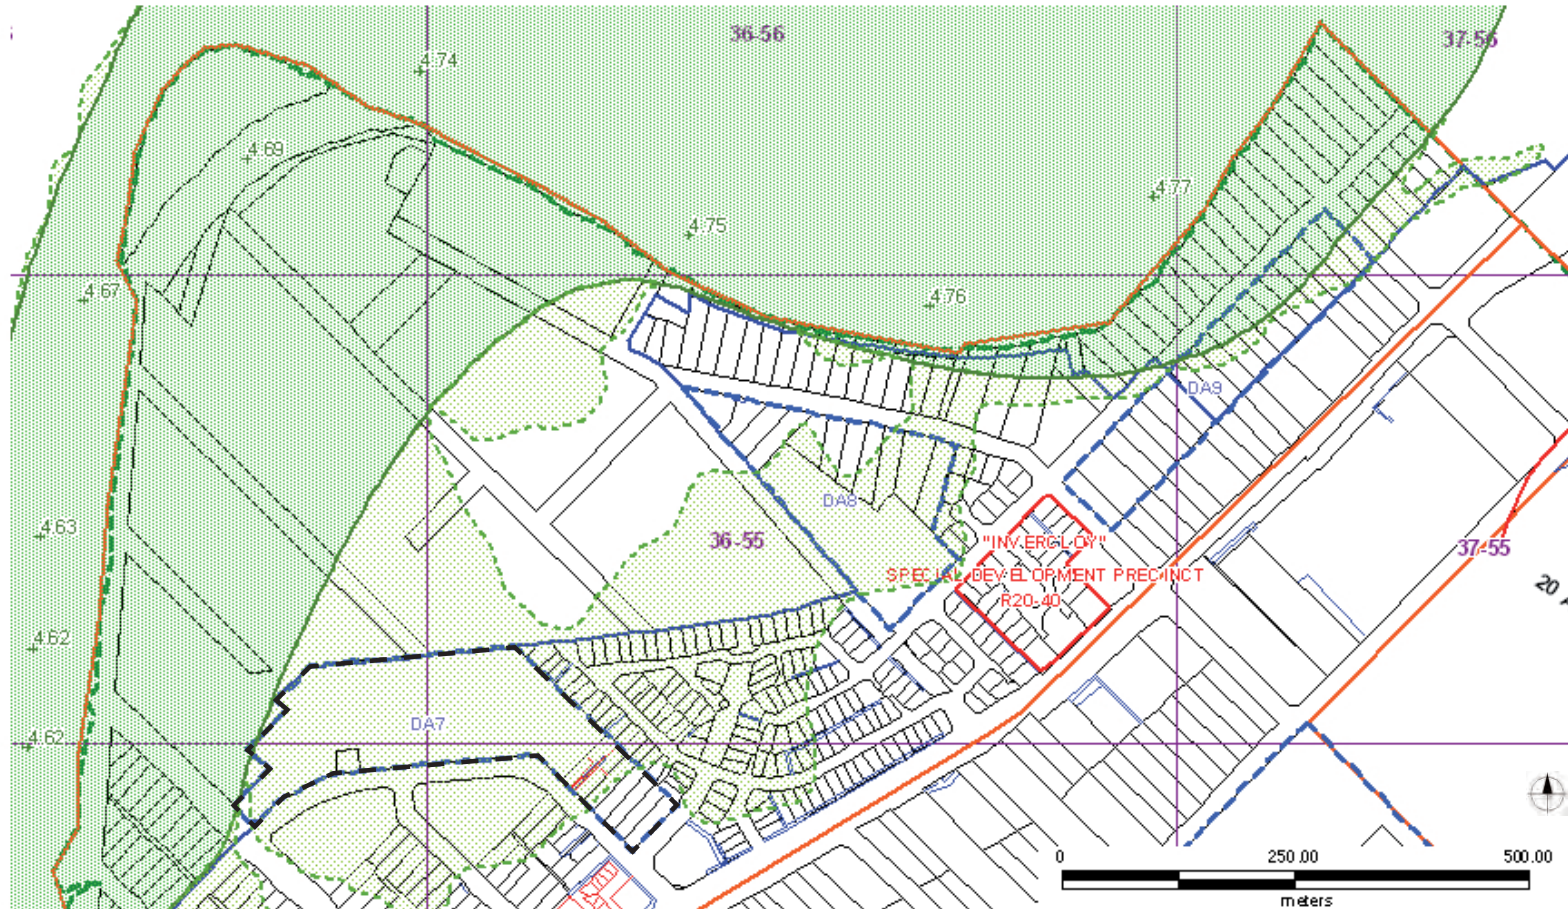 36-56
37-56
4.74
4.69
4.77
4.75
4.67
4.76
DA9
DA8
4.63
36-55
"INVERCLOY"
37-55
SPECIAL DEVELOPMENT PRECINCT
R20-40
20
4.62
DA7
4.62
0 250.00 500.00
meters